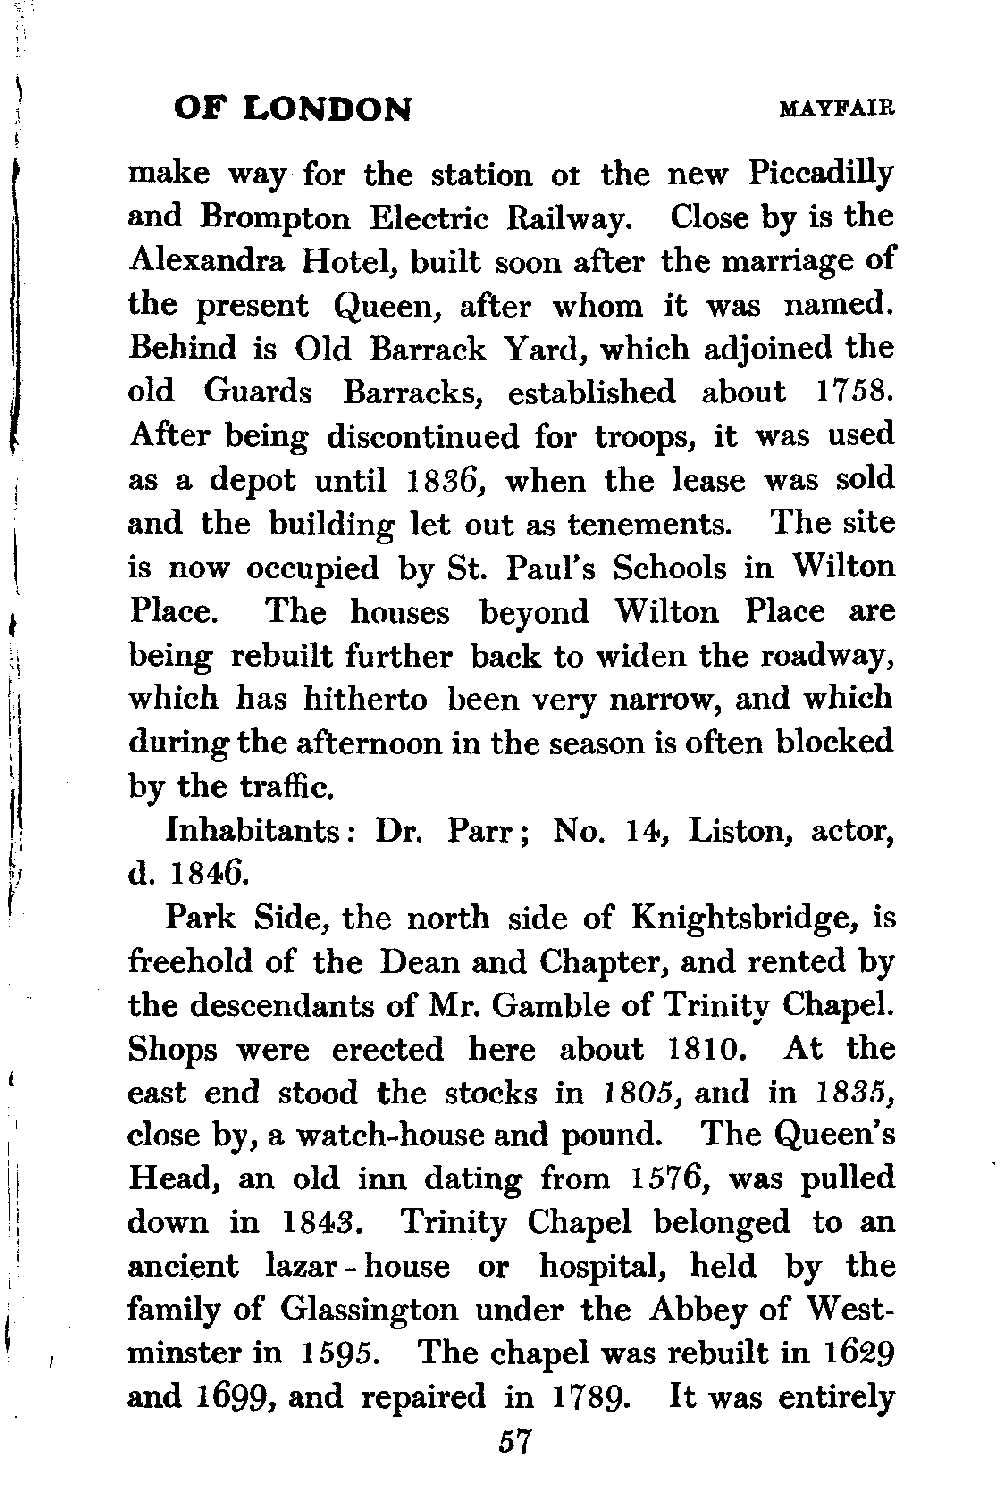 OF LONDON MAYFAIR
make way for the station ot the new Piccadilly
and Brompton Electric Railway. Close by is the
Alexandra Hotel, built soon after the marriage of
the present Queen, after whom it was named.
Behind is Old Barrack Yard, which adjoined the
old Guards Barracks, established about 1758.
After being discontinued for troops, it was used
as a depot until 1836, when the lease was sold
and the building let out as tenements. The site
is now occupied by St. Paul's Schools in Wilton
Place. The houses beyond Wilton Place are
being rebuilt further back to widen the roadway,
which has hitherto been very narrow, and which
during the afternoon in the season is often blocked
by the traffic.
Inhabitants: Dr. Parr; No. 14, Liston, actor,
d. 1846.
Park Side, the north side of Knightsbridge, is
freehold of the Dean and Chapter, and rented by
the descendants of Mr. Gamble of Trinity Chapel.
Shops were erected here about 1810. At the
east end stood the stocks in 1805, and in 1835,
close by, a watch-house and pound. The Queen's
Head, an old inn dating from 1576, was pulled
down in 1843. Trinity Chapel belonged to an
ancient lazar-house or hospital, held by the
family of Glassington under the Abbey of West-
minster in 1595. The chapel was rebuilt in 1629
and 1699, and repaired in 1789. It was entirely
57